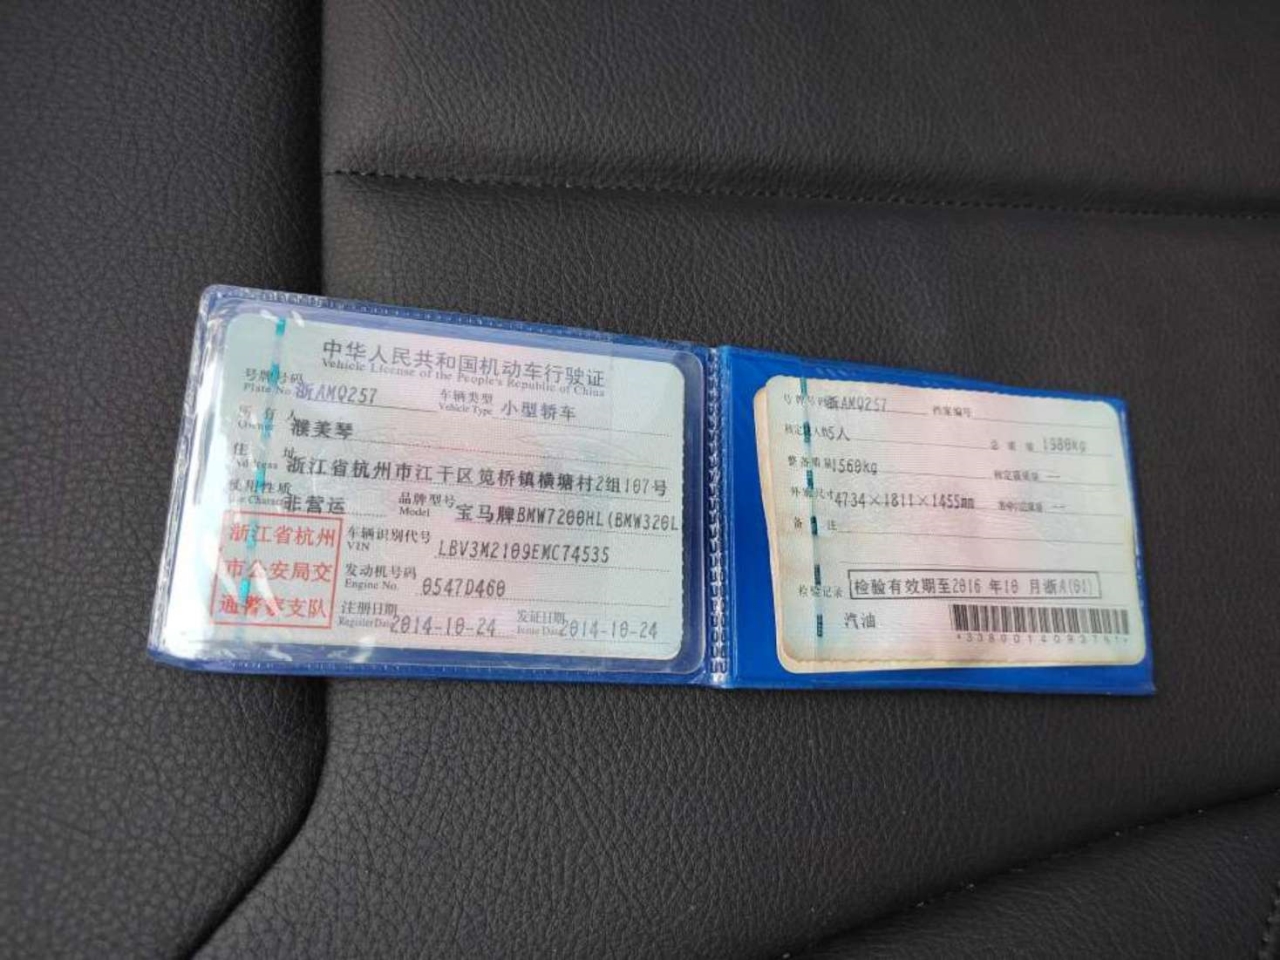 中华人民共和国机动车行驶证
Vehicle License of the People's Republic of China
号牌号码 浙AMQ257 车辆类型 小型轿车
Plate No. Vehicle Type
所有人 濮美琴
Owner
住址 浙江省杭州市江干区笕桥镇横塘村2组107号
Address
使用性质 非营运 品牌型号 宝马牌BMW7200HL(BMW320L
Use Character Model
浙江省杭州
市公安局交
通警察支队
车辆识别代号 LBV3M2109EMC74535
VIN
发动机号码 0547D460
Engine No.
注册日期 2014-10-24 发证日期 2014-10-24
Register Date Issue Date
号牌号码 浙AMQ257 档案编号
核定载人数 5人 总质量 1980kg
整备质量 1560kg 核定载质量 --
外廓尺寸 4734×1811×1455mm 准牵引总质量 --
备注
检验记录 检验有效期至2016 年10 月浙A(01)
汽油